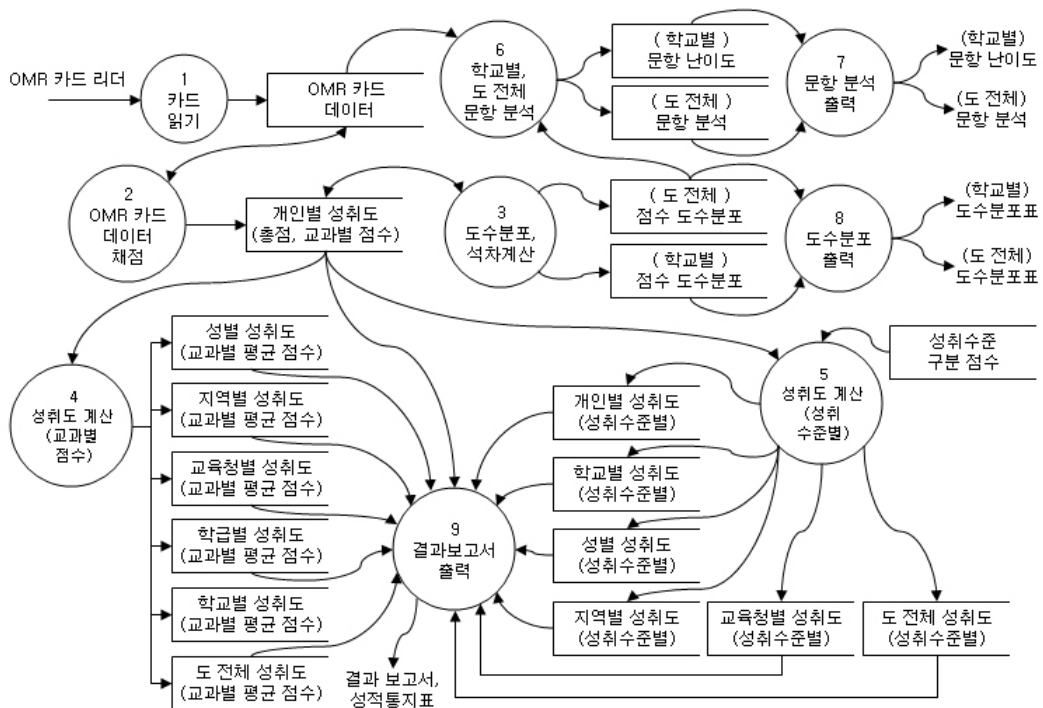 OMR 카드 리더
1
카드
읽기
OMR 카드
데이터
6
학교별,
도 전체
문항 분석
( 학교별 )
문항 난이도
( 도 전체 )
문항 분석
7
문항 분석
출력
(학교별)
문항 난이도
(도 전체)
문항 분석
2
OMR 카드
데이터
채점
개인별 성취도
(총점, 교과별 점수)
3
도수분포,
석차계산
( 도 전체 )
점수 도수분포
( 학교별 )
점수 도수분포
8
도수분포
출력
(학교별)
도수분포표
(도 전체)
도수분포표
4
성취도 계산
(교과별
점수)
성별 성취도
(교과별 평균 점수)
지역별 성취도
(교과별 평균 점수)
교육청별 성취도
(교과별 평균 점수)
학급별 성취도
(교과별 평균 점수)
학교별 성취도
(교과별 평균 점수)
도 전체 성취도
(교과별 평균 점수)
성취수준
구분 점수
5
성취도 계산
(성취
수준별)
개인별 성취도
(성취수준별)
학교별 성취도
(성취수준별)
성별 성취도
(성취수준별)
지역별 성취도
(성취수준별)
교육청별 성취도
(성취수준별)
도 전체 성취도
(성취수준별)
9
결과보고서
출력
결과 보고서,
성적통지표